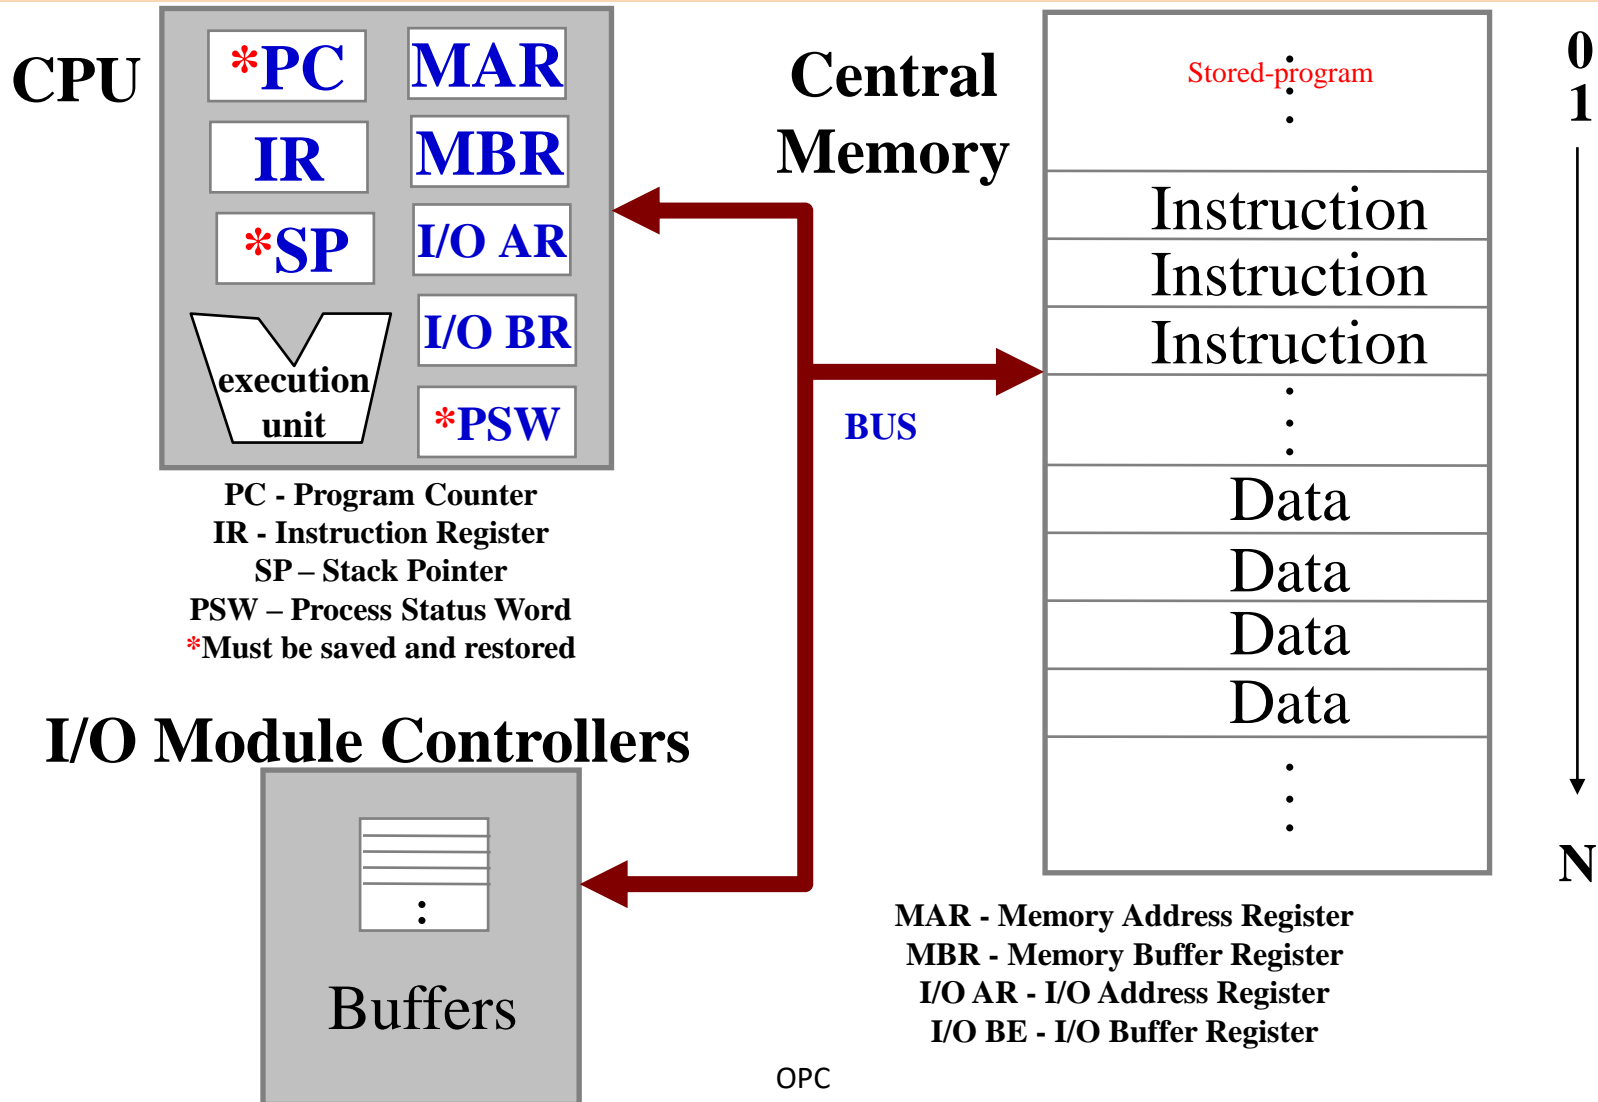 CPU
*PC
MAR
IR
MBR
*SP
I/O AR
I/O BR
execution
unit
*PSW
PC - Program Counter
IR - Instruction Register
SP – Stack Pointer
PSW – Process Status Word
*Must be saved and restored
I/O Module Controllers
:
Buffers
BUS
Central
Memory
Stored-program
Instruction
Instruction
Instruction
Data
Data
Data
Data
0
1
N
MAR - Memory Address Register
MBR - Memory Buffer Register
I/O AR - I/O Address Register
I/O BE - I/O Buffer Register
OPC